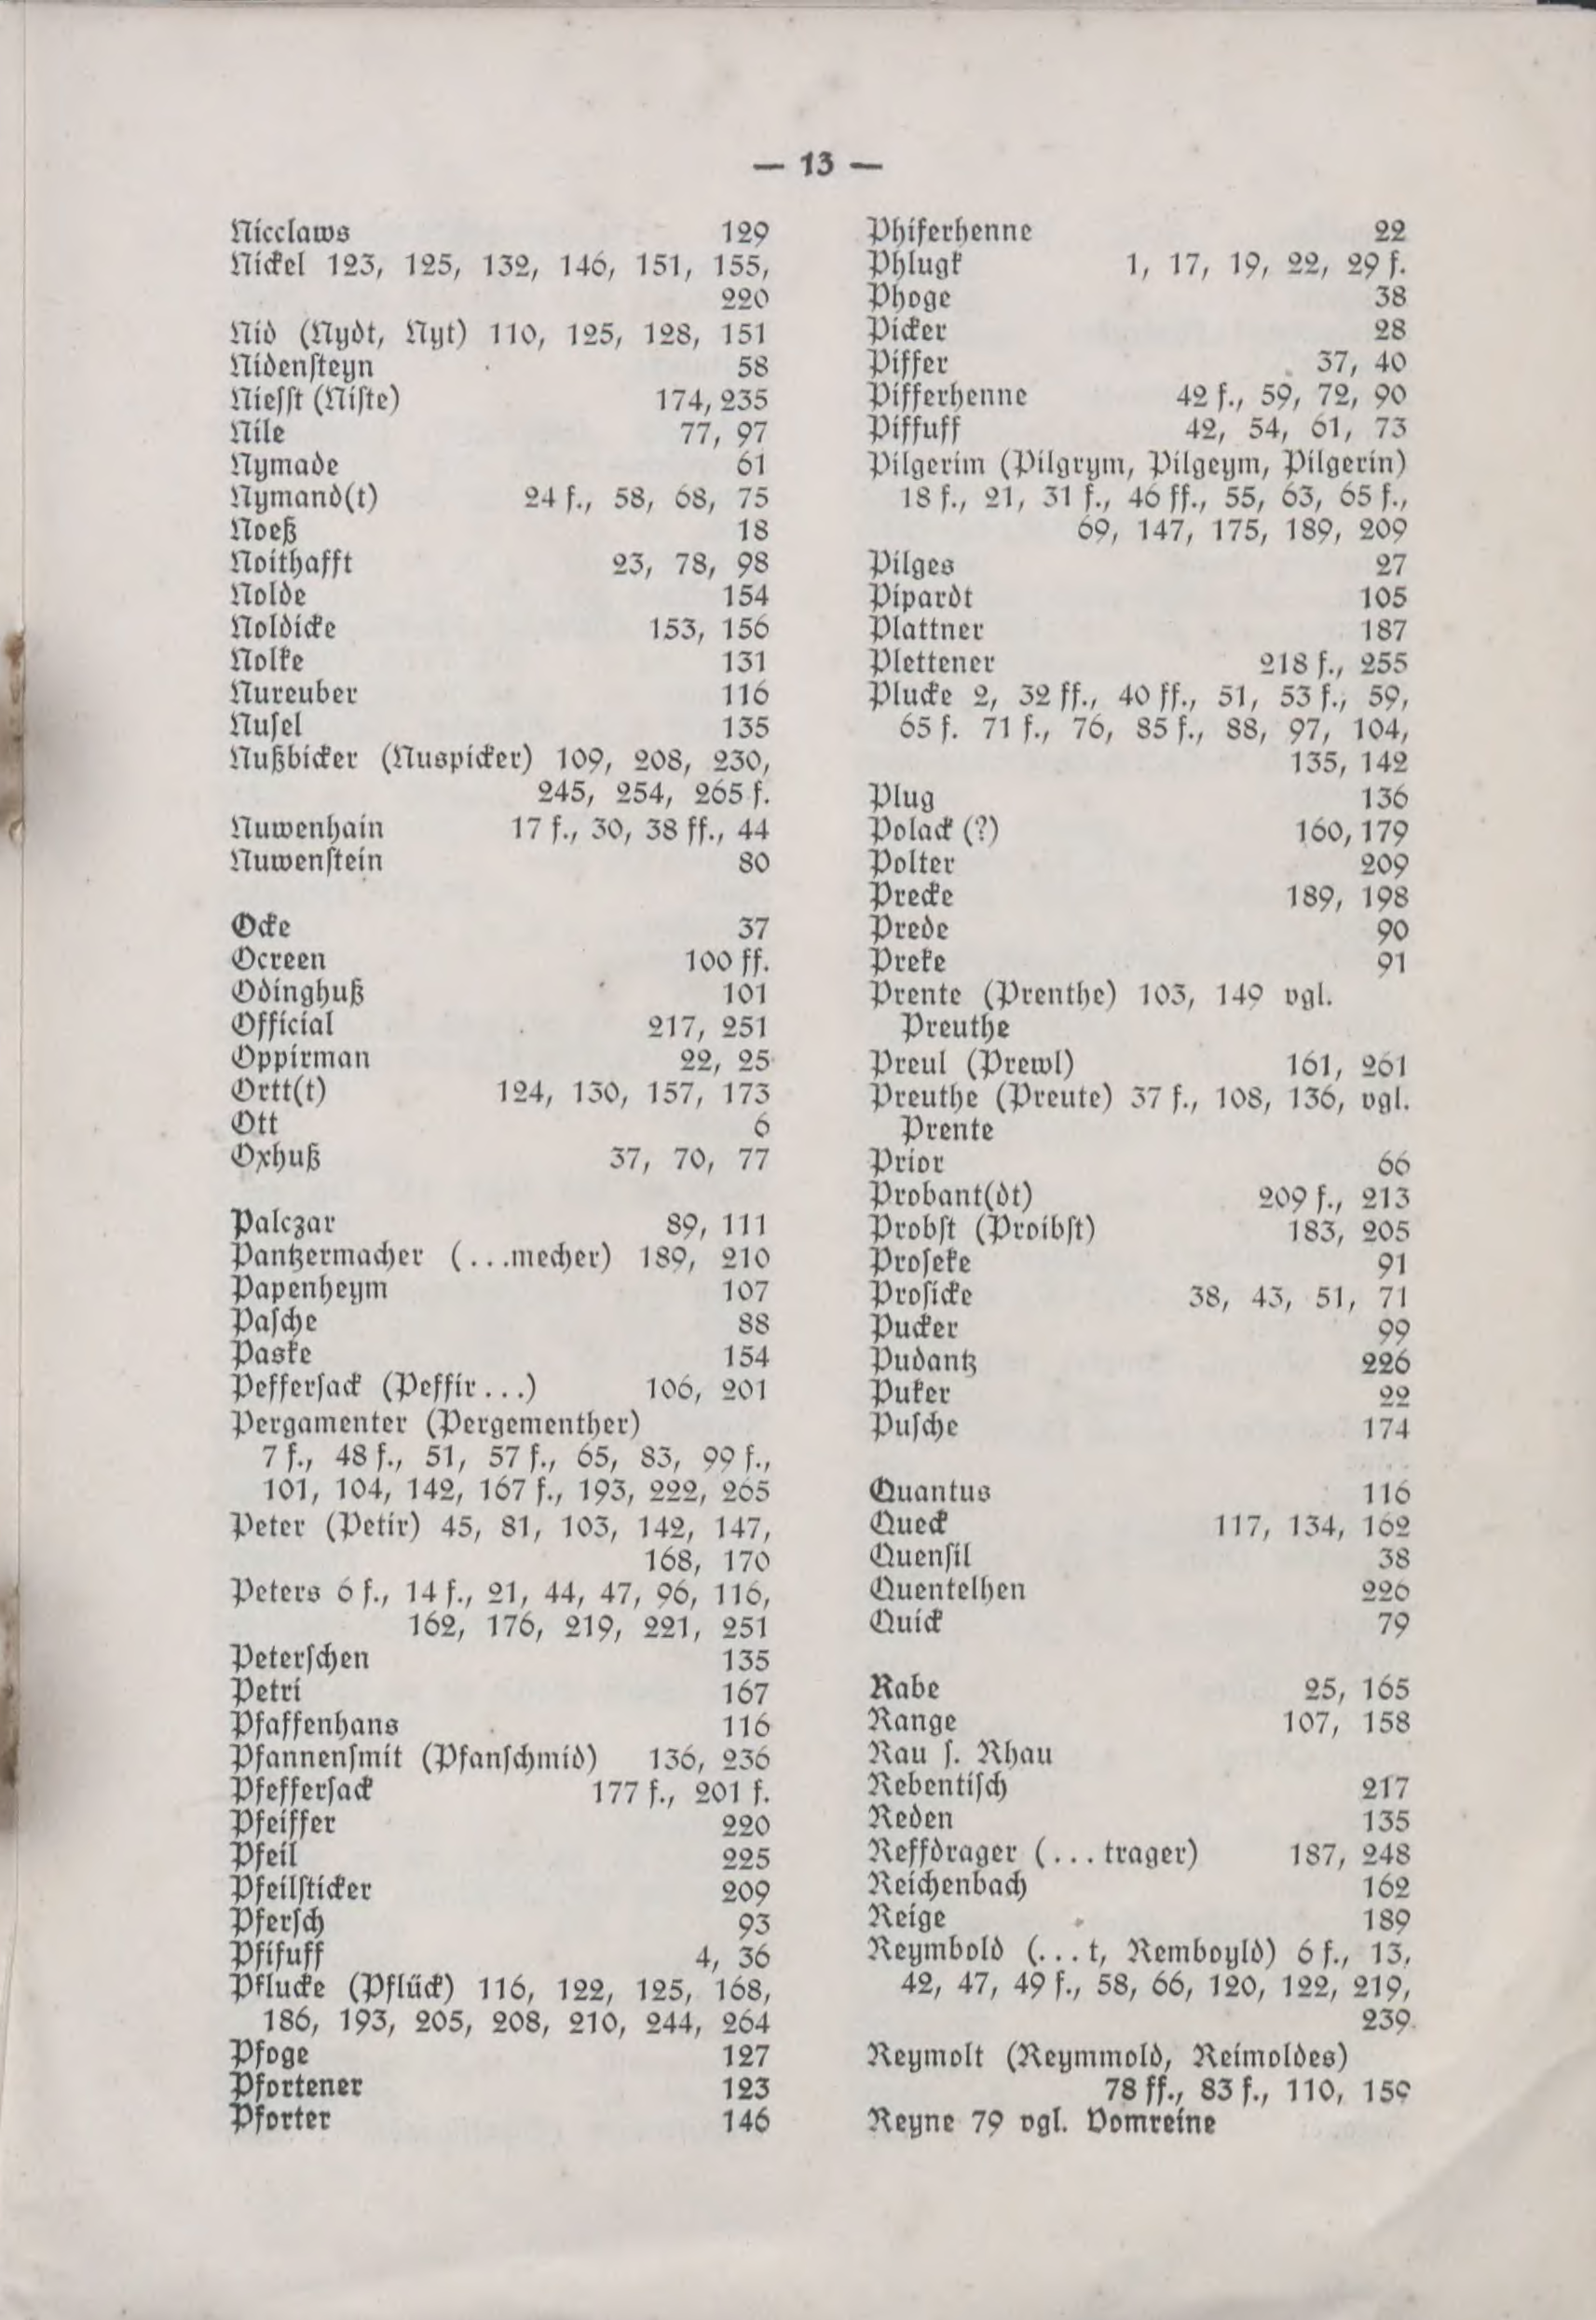 — 13 —
Nicclaws 129
Nickel 123, 125, 132, 146, 151, 155,
220
Nid (Nydt, Nyt) 110, 125, 128, 151
Nidenſteyn 58
Nieſſt (Niſte) 174, 235
Nile 77, 97
Nymade 61
Nymand(t) 24 f., 58, 68, 75
Noeß 18
Noithafft 23, 78, 98
Nolde 154
Noldicke 153, 156
Nolke 131
Nureuber 116
Nuſel 135
Nußbicker (Nuspicker) 109, 208, 230,
245, 254, 265 f.
Nuwenhain 17 f., 30, 38 ff., 44
Nuwenſtein 80
Ocke 37
Ocreen 100 ff.
Odinghuß 101
Official 217, 251
Oppirman 22, 25
Ortt(t) 124, 130, 157, 173
Ott 6
Oxhuß 37, 70, 77
Palczar 89, 111
Pantzermacher (...mecher) 189, 210
Papenheym 107
Paſche 88
Paske 154
Pefferſack (Peffir...) 106, 201
Pergamenter (Pergementher)
7 f., 48 f., 51, 57 f., 65, 83, 99 f.,
101, 104, 142, 167 f., 193, 222, 265
Peter (Petir) 45, 81, 103, 142, 147,
168, 170
Peters 6 f., 14 f., 21, 44, 47, 96, 116,
162, 176, 219, 221, 251
Peterſchen 135
Petri 167
Pfaffenhans 116
Pfannenſmit (Pfanſchmid) 136, 236
Pfefferſack 177 f., 201 f.
Pfeiffer 220
Pfeil 225
Pfeilſticker 209
Pferſch 93
Pfifuff 4, 36
Pflucke (Pflück) 116, 122, 125, 168,
186, 193, 205, 208, 210, 244, 264
Pfoge 127
Pfortener 123
Pforter 146
Phiferhenne 22
Phlugk 1, 17, 19, 22, 29 f.
Phoge 38
Picker 28
Piffer 37, 40
Pifferhenne 42 f., 59, 72, 90
Piffuff 42, 54, 61, 73
Pilgerim (Pilgrym, Pilgeym, Pilgerin)
18 f., 21, 31 f., 46 ff., 55, 63, 65 f.,
69, 147, 175, 189, 209
Pilges 27
Pipardt 105
Plattner 187
Plettener 218 f., 255
Plucke 2, 32 ff., 40 ff., 51, 53 f., 59,
65 f. 71 f., 76, 85 f., 88, 97, 104,
135, 142
Plug 136
Polack (?) 160, 179
Polter 209
Precke 189, 198
Prede 90
Preke 91
Prente (Prenthe) 103, 149 vgl.
Preuthe
Preul (Prewl) 161, 261
Preuthe (Preute) 37 f., 108, 136, vgl.
Prente
Prior 66
Probant(dt) 209 f., 213
Probſt (Proibſt) 183, 205
Proſeke 91
Proſicke 38, 43, 51, 71
Pucker 99
Pudantz 226
Puker 22
Puſche 174
Quantus 116
Queck 117, 134, 162
Quenſil 38
Quentelhen 226
Quick 79
Rabe 25, 165
Range 107, 158
Rau ſ. Rhau
Rebentiſch 217
Reden 135
Reffdrager (... trager) 187, 248
Reichenbach 162
Reige 189
Reymbold (...t, Remboyld) 6 f., 13,
42, 47, 49 f., 58, 66, 120, 122, 219,
239
Reymolt (Reymmold, Reimoldes)
78 ff., 83 f., 110, 159
Reyne 79 vgl. Vomreine